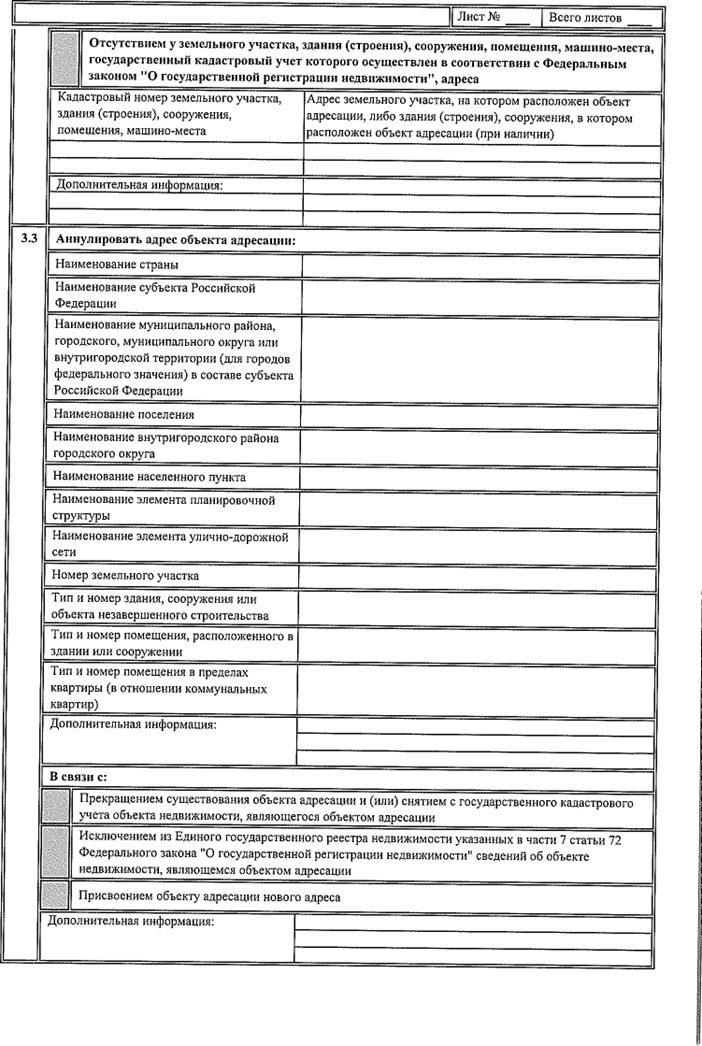 Лист № ___ Всего листов ___
Отсутствием у земельного участка, здания (строения), сооружения, помещения, машино-места,
государственный кадастровый учет которого осуществлен в соответствии с Федеральным
законом "О государственной регистрации недвижимости", адреса
Кадастровый номер земельного участка,
здания (строения), сооружения,
помещения, машино-места
Адрес земельного участка, на котором расположен объект
адресации, либо здания (строения), сооружения, в котором
расположен объект адресации (при наличии)
Дополнительная информация:
3.3 Аннулировать адрес объекта адресации:
Наименование страны
Наименование субъекта Российской
Федерации
Наименование муниципального района,
городского, муниципального округа или
внутригородской территории (для городов
федерального значения) в составе субъекта
Российской Федерации
Наименование поселения
Наименование внутригородского района
городского округа
Наименование населенного пункта
Наименование элемента планировочной
структуры
Наименование элемента улично-дорожной
сети
Номер земельного участка
Тип и номер здания, сооружения или
объекта незавершенного строительства
Тип и номер помещения, расположенного в
здании или сооружении
Тип и номер помещения в пределах
квартиры (в отношении коммунальных
квартир)
Дополнительная информация:
В связи с:
Прекращением существования объекта адресации и (или) снятием с государственного кадастрового
учета объекта недвижимости, являющегося объектом адресации
Исключением из Единого государственного реестра недвижимости указанных в части 7 статьи 72
Федерального закона "О государственной регистрации недвижимости" сведений об объекте
недвижимости, являющемся объектом адресации
Присвоением объекту адресации нового адреса
Дополнительная информация: